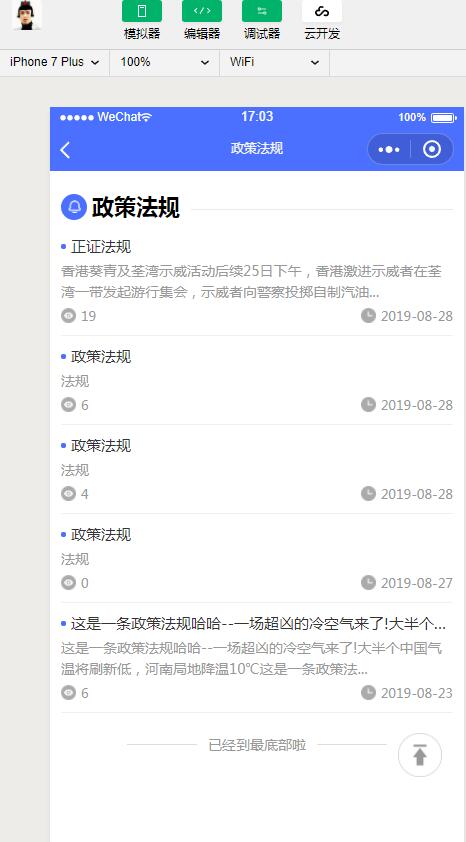 模拟器 编辑器 调试器 云开发
iPhone 7 Plus 100% WiFi
WeChat 17:03 100%
政策法规
政策法规
正证法规
香港葵青及荃湾示威活动后续25日下午，香港激进示威者在荃
湾一带发起游行集会，示威者向警察投掷自制汽油...
19 2019-08-28
政策法规
法规
6 2019-08-28
政策法规
法规
4 2019-08-28
政策法规
法规
0 2019-08-27
这是一条政策法规哈哈--一场超凶的冷空气来了!大半个...
这是一条政策法规哈哈--一场超凶的冷空气来了!大半个中国气
温将刷新低，河南局地降温10℃这是一条政策法...
6 2019-08-23
已经到最底部啦